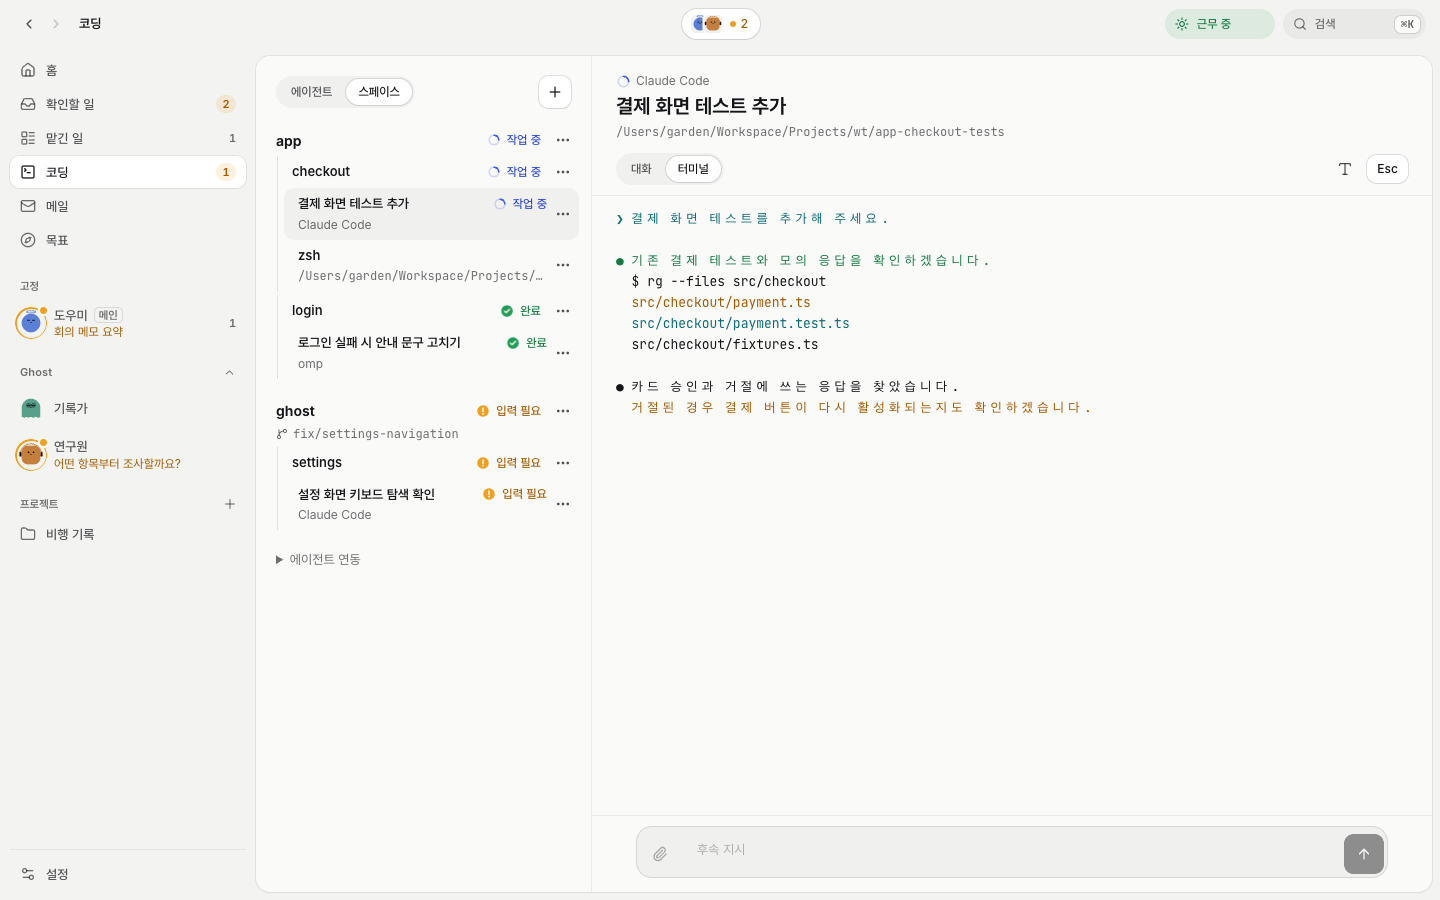 코딩
2
근무 중
검색
⌘K
홈
확인할 일
2
맡긴 일
1
코딩
1
메일
목표
고정
도우미
메인
회의 메모 요약
1
Ghost
기록가
연구원
어떤 항목부터 조사할까요?
프로젝트
비행 기록
설정
에이전트
스페이스
app
작업 중
checkout
작업 중
결제 화면 테스트 추가
작업 중
Claude Code
zsh
/Users/garden/Workspace/Projects/…
login
완료
로그인 실패 시 안내 문구 고치기
완료
omp
ghost
입력 필요
fix/settings-navigation
settings
입력 필요
설정 화면 키보드 탐색 확인
입력 필요
Claude Code
에이전트 연동
Claude Code
결제 화면 테스트 추가
/Users/garden/Workspace/Projects/wt/app-checkout-tests
대화
터미널
Esc
❯ 결제 화면 테스트를 추가해 주세요.
● 기존 결제 테스트와 모의 응답을 확인하겠습니다.
$ rg --files src/checkout
src/checkout/payment.ts
src/checkout/payment.test.ts
src/checkout/fixtures.ts
● 카드 승인과 거절에 쓰는 응답을 찾았습니다.
거절된 경우 결제 버튼이 다시 활성화되는지도 확인하겠습니다.
후속 지시